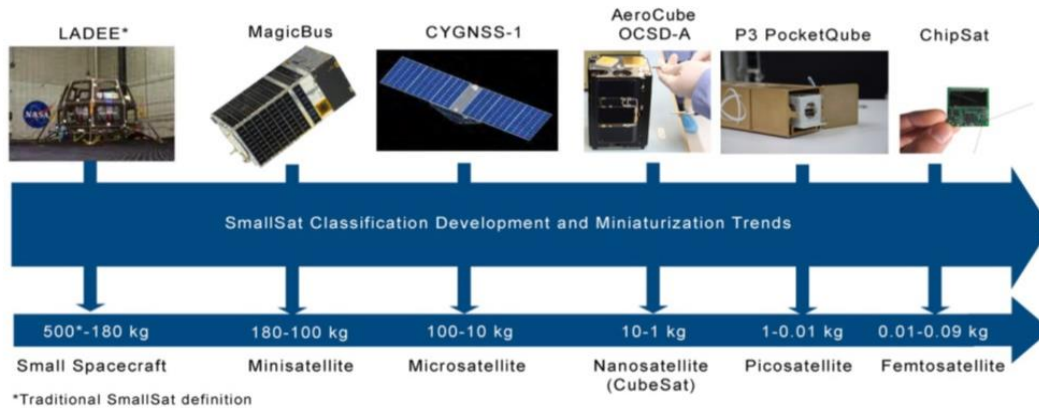 LADEE*
MagicBus
CYGNSS-1
AeroCube
OCSD-A
P3 PocketQube
ChipSat
NASA
SmallSat Classification Development and Miniaturization Trends
500*-180 kg
180-100 kg
100-10 kg
10-1 kg
1-0.01 kg
0.01-0.09 kg
Small Spacecraft
Minisatellite
Microsatellite
Nanosatellite
(CubeSat)
Picosatellite
Femtosatellite
*Traditional SmallSat definition